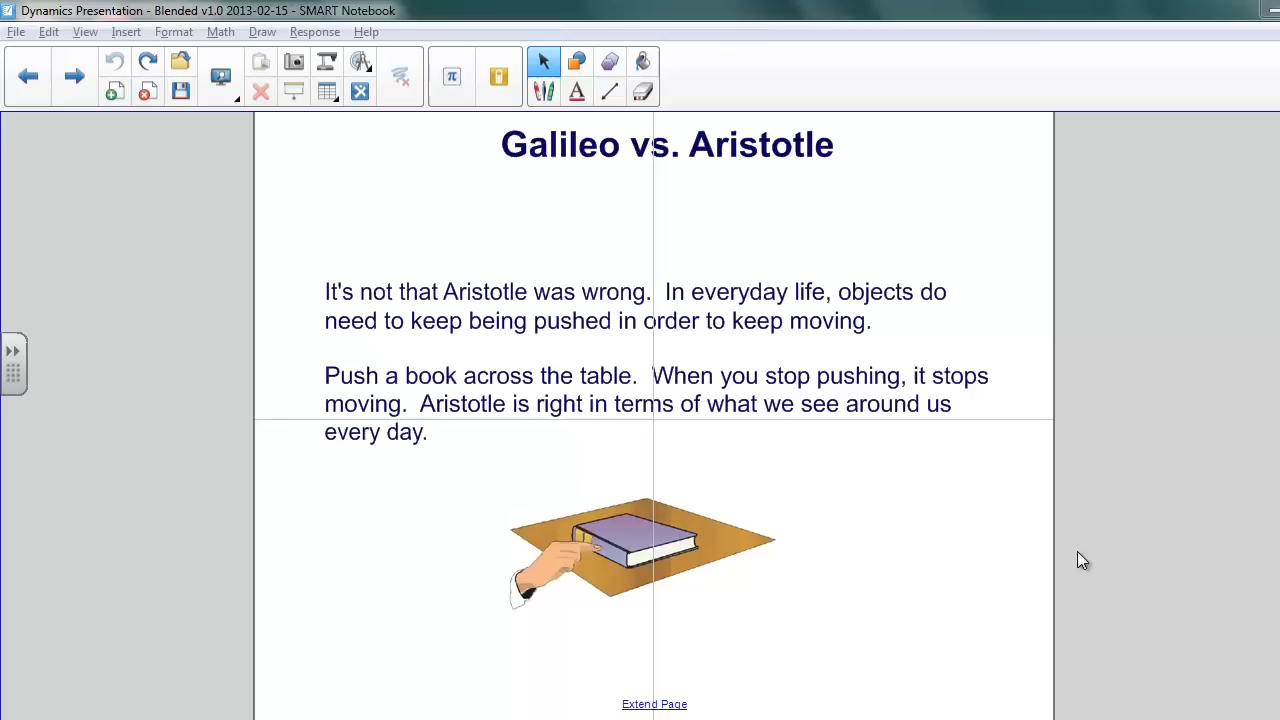 Dynamics Presentation - Blended v1.0 2013-02-15 - SMART Notebook
File Edit View Insert Format Math Draw Response Help
π
A
Galileo vs. Aristotle
It's not that Aristotle was wrong.  In everyday life, objects do
need to keep being pushed in order to keep moving.
Push a book across the table.  When you stop pushing, it stops
moving.  Aristotle is right in terms of what we see around us
every day.
Extend Page